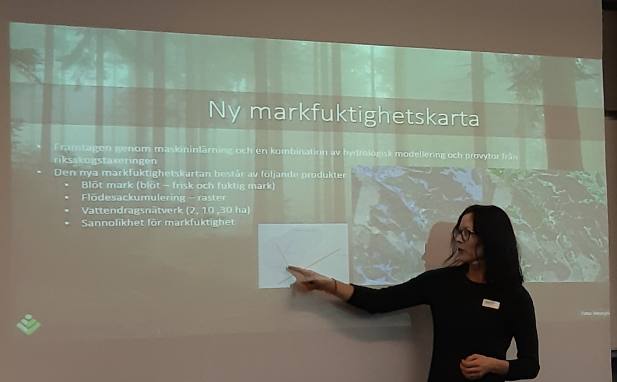 Ny markfuktighetskarta
• Framtagen genom maskininlärning och en kombination av hydrologisk modellering och provytor från
riksskogstaxeringen
• Den nya markfuktighetskartan består av följande produkter
• Blöt mark (blöt – frisk och fuktig mark)
• Flödesackumulering – raster
• Vattendragsnätverk (2, 10 ,30 ha)
• Sannolikhet för markfuktighet